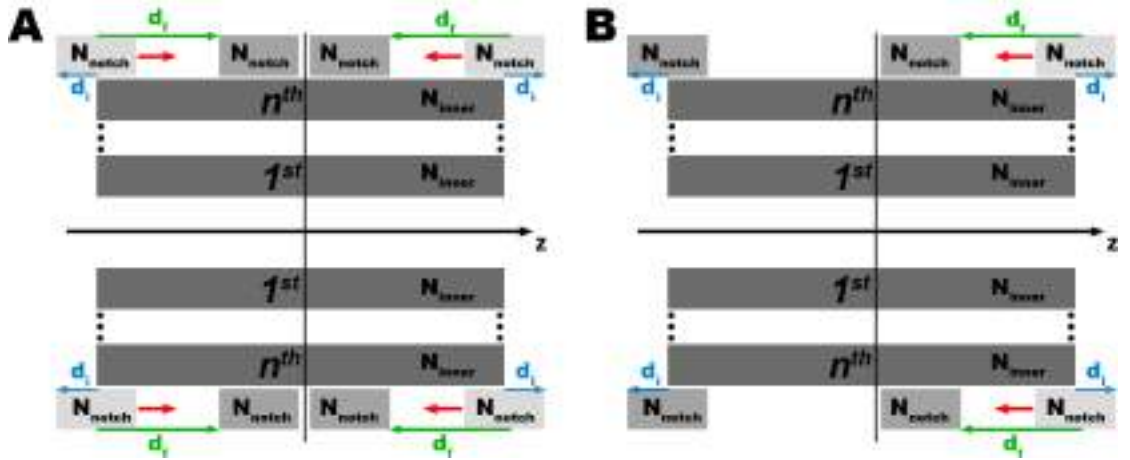 A
B
d_f d_f d_f
N_notch N_notch N_notch N_notch N_notch N_notch N_notch
d_i d_i d_i d_i
n^th N_inner n^th N_inner
1^st N_inner 1^st N_inner
z z
1^st N_inner 1^st N_inner
n^th N_inner n^th N_inner
d_i d_i d_i d_i
N_notch N_notch N_notch N_notch N_notch N_notch N_notch
d_f d_f d_f